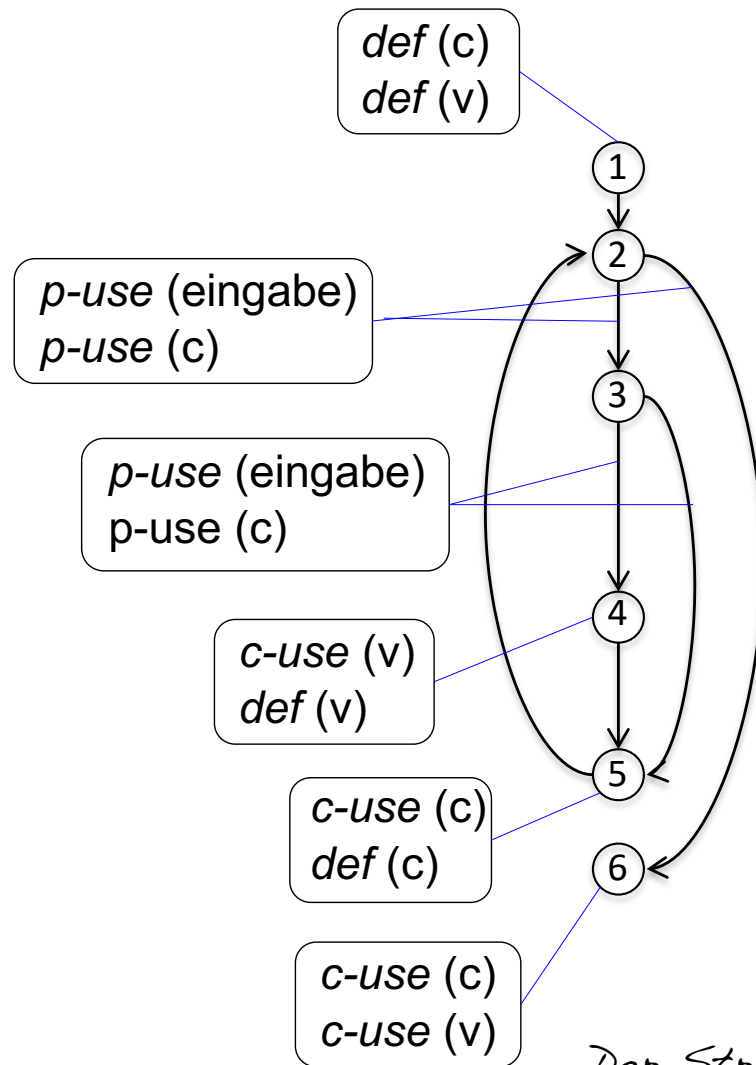 def (c)
def (v)
1
2
p-use (eingabe)
p-use (c)
3
p-use (eingabe)
p-use (c)
4
c-use (v)
def (v)
5
c-use (c)
def (c)
6
c-use (c)
c-use (v)